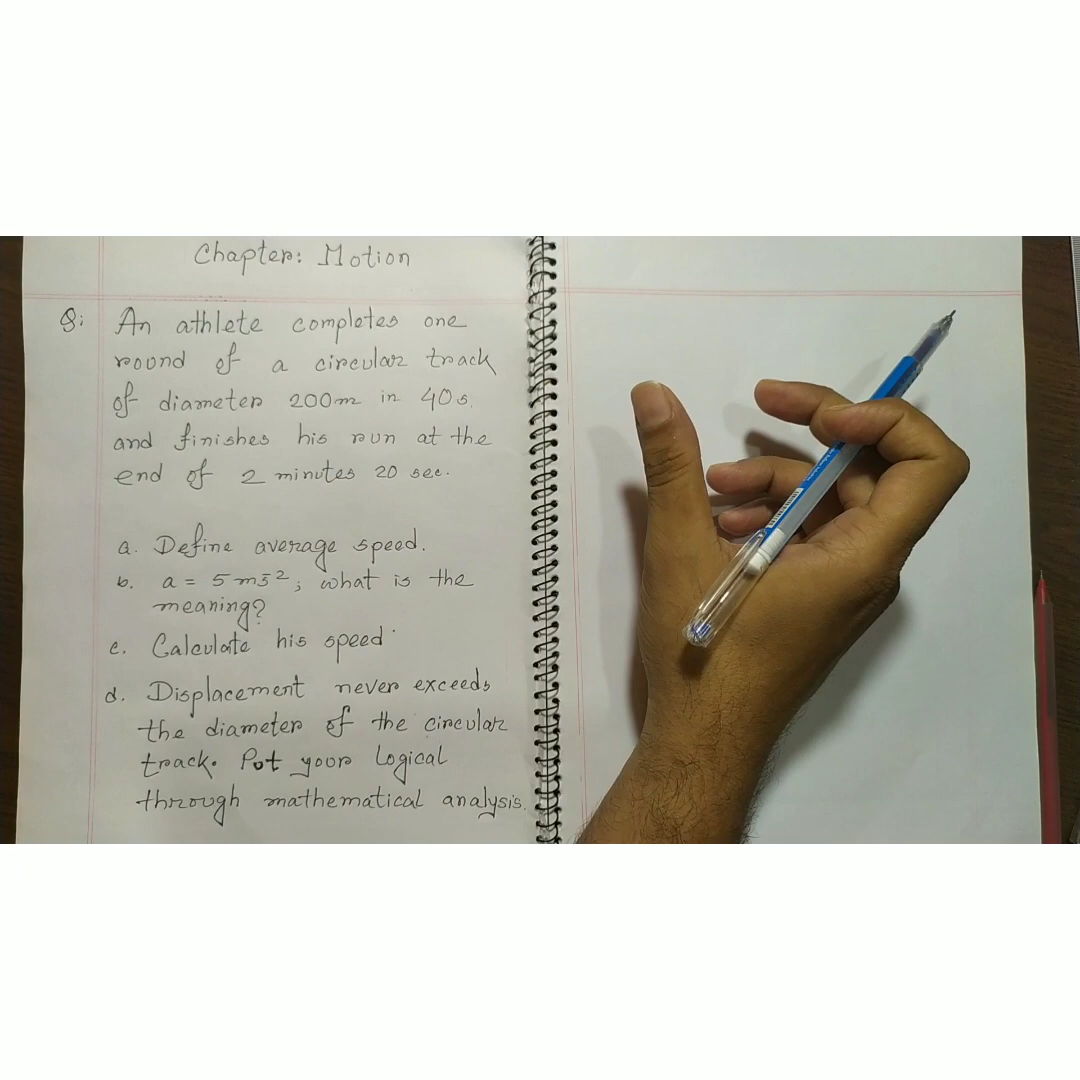 Chapter: Motion
Q: An athlete completes one
round of a circular track
of diameter 200m in 40s.
and finishes his run at the
end of 2 minutes 20 sec.
a. Define average speed.
b. a = 5 ms̄², what is the
meaning?
c. Calculate his speed
d. Displacement never exceeds
the diameter of the circular
track. Put your Logical
through mathematical analysis.